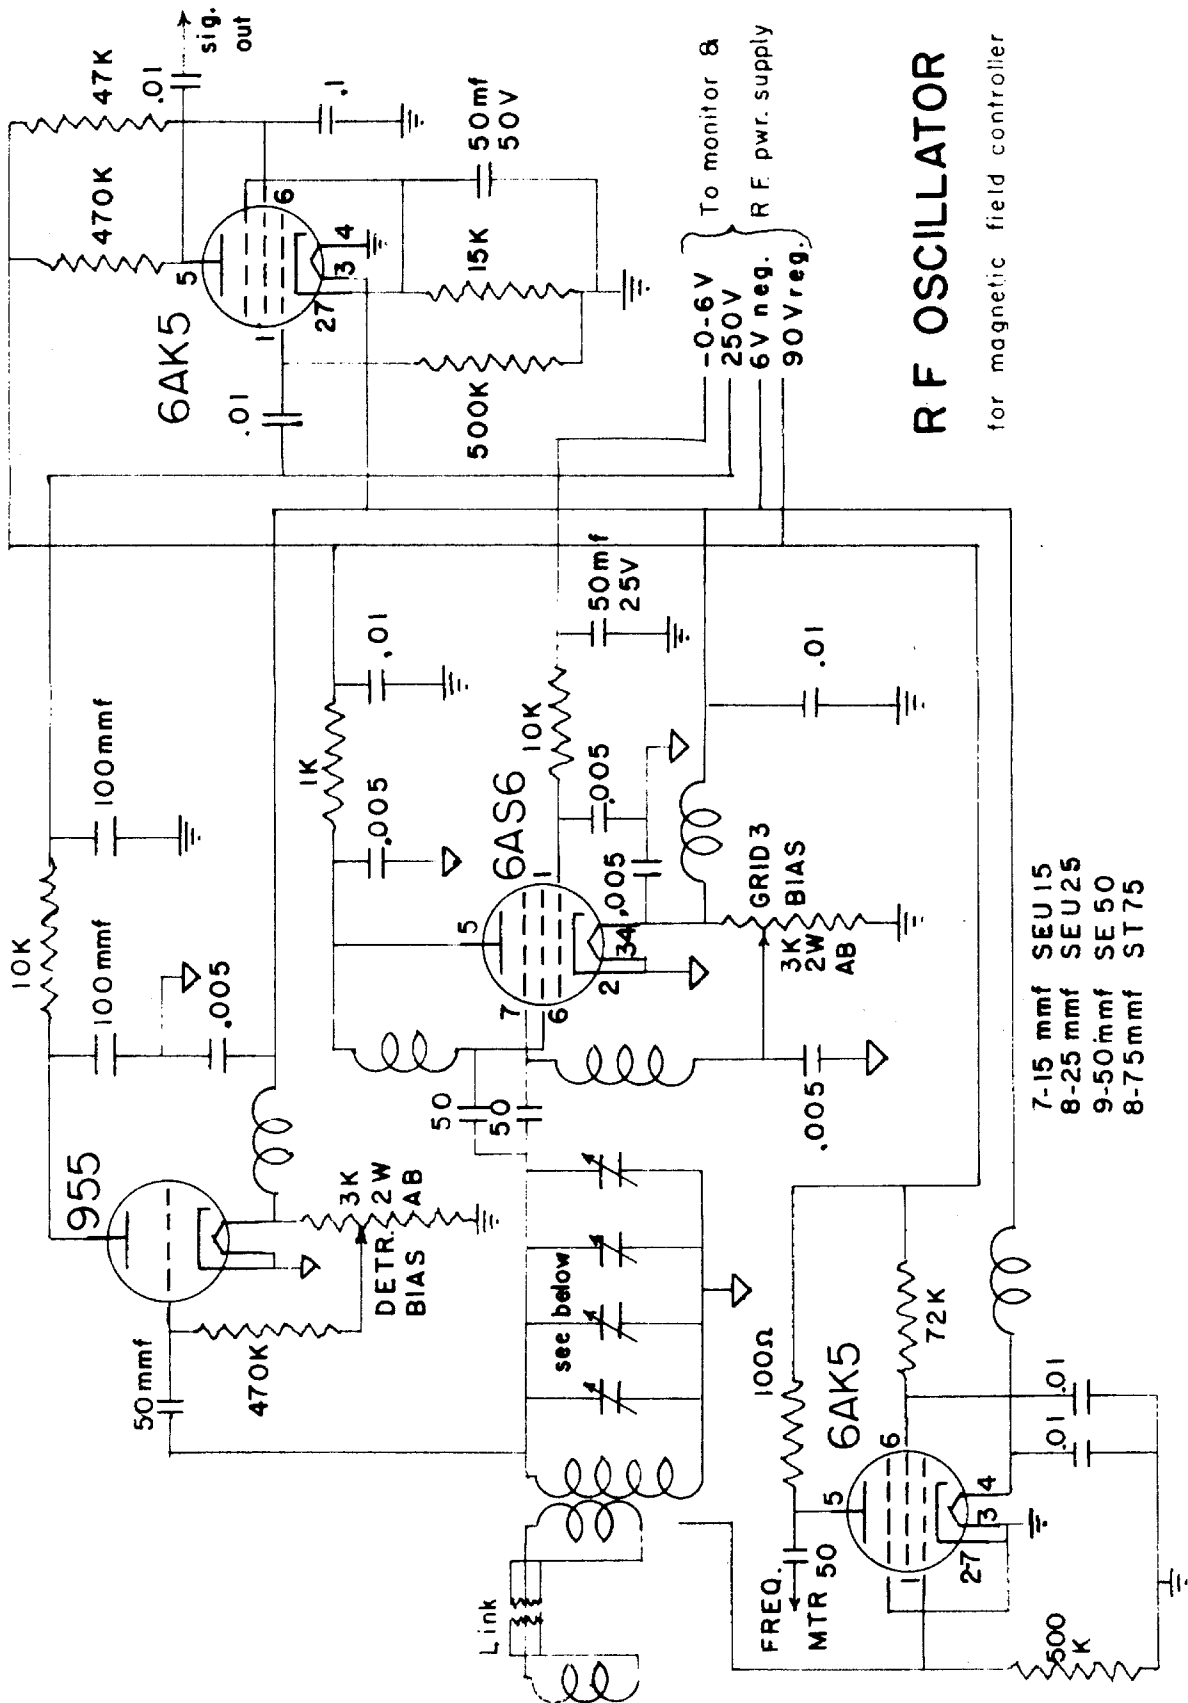 47K
.01
sig.
out
470K
.1
50mf
50V
5
6
4
3
27
1
15K
6AK5
.01
500K
To monitor &
R.F. pwr. supply
-0-6V
250V
6V neg.
90V reg.
R F OSCILLATOR
for magnetic field controller
10K
100mmf
100mmf
.005
955
50mmf
470K
DETR.
BIAS
3K
2W
AB
1K
.01
.005
6AS6
10K
50mf
25V
.005
.005
5
7
6
1
2
34
GRID3
BIAS
3K
2W
AB
.01
50
50
.005
see below
Link
100Ω
72K
6AK5
FREQ.
MTR
50
5
6
1
4
3
2-7
.01
.01
500
K
7-15 mmf SEU15
8-25 mmf SEU25
9-50mmf SE50
8-75mmf ST75